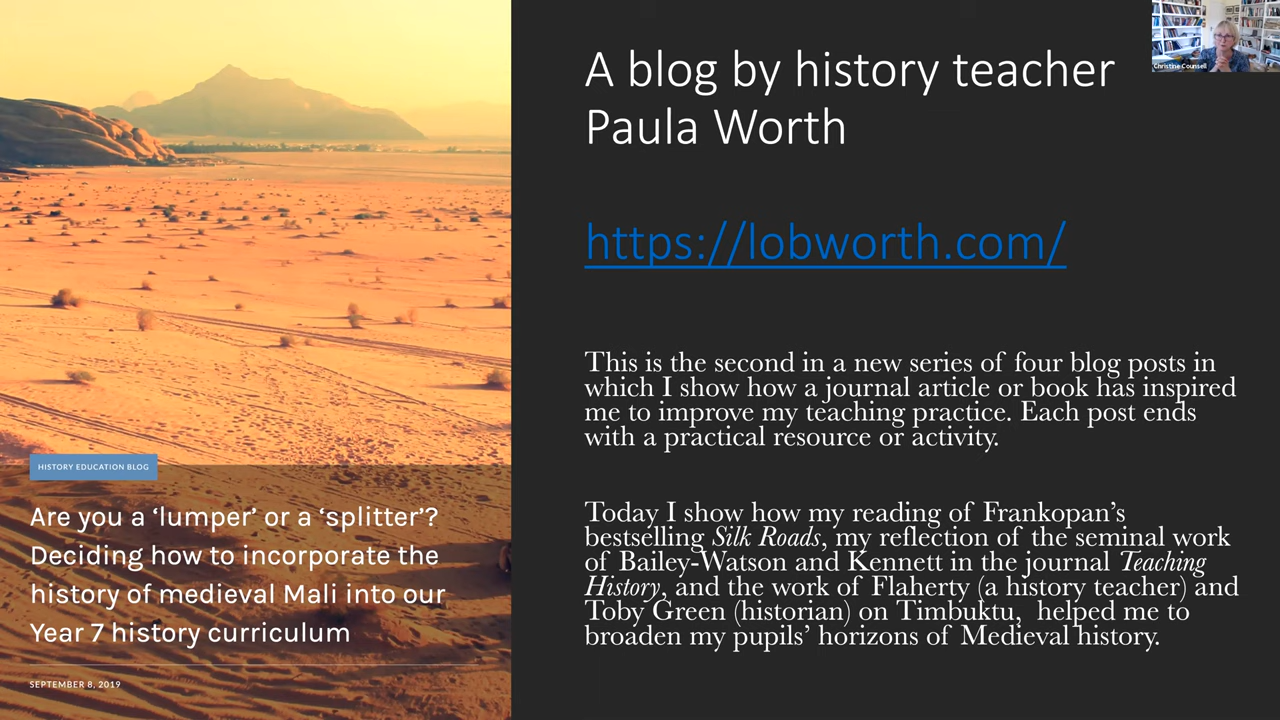 A blog by history teacher
Paula Worth
Christine Counsell
https://lobworth.com/
This is the second in a new series of four blog posts in
which I show how a journal article or book has inspired
me to improve my teaching practice. Each post ends
with a practical resource or activity.
Today I show how my reading of Frankopan’s
bestselling Silk Roads, my reflection of the seminal work
of Bailey-Watson and Kennett in the journal Teaching
History, and the work of Flaherty (a history teacher) and
Toby Green (historian) on Timbuktu, helped me to
broaden my pupils’ horizons of Medieval history.
HISTORY EDUCATION BLOG
Are you a ‘lumper’ or a ‘splitter’?
Deciding how to incorporate the
history of medieval Mali into our
Year 7 history curriculum
SEPTEMBER 8, 2019